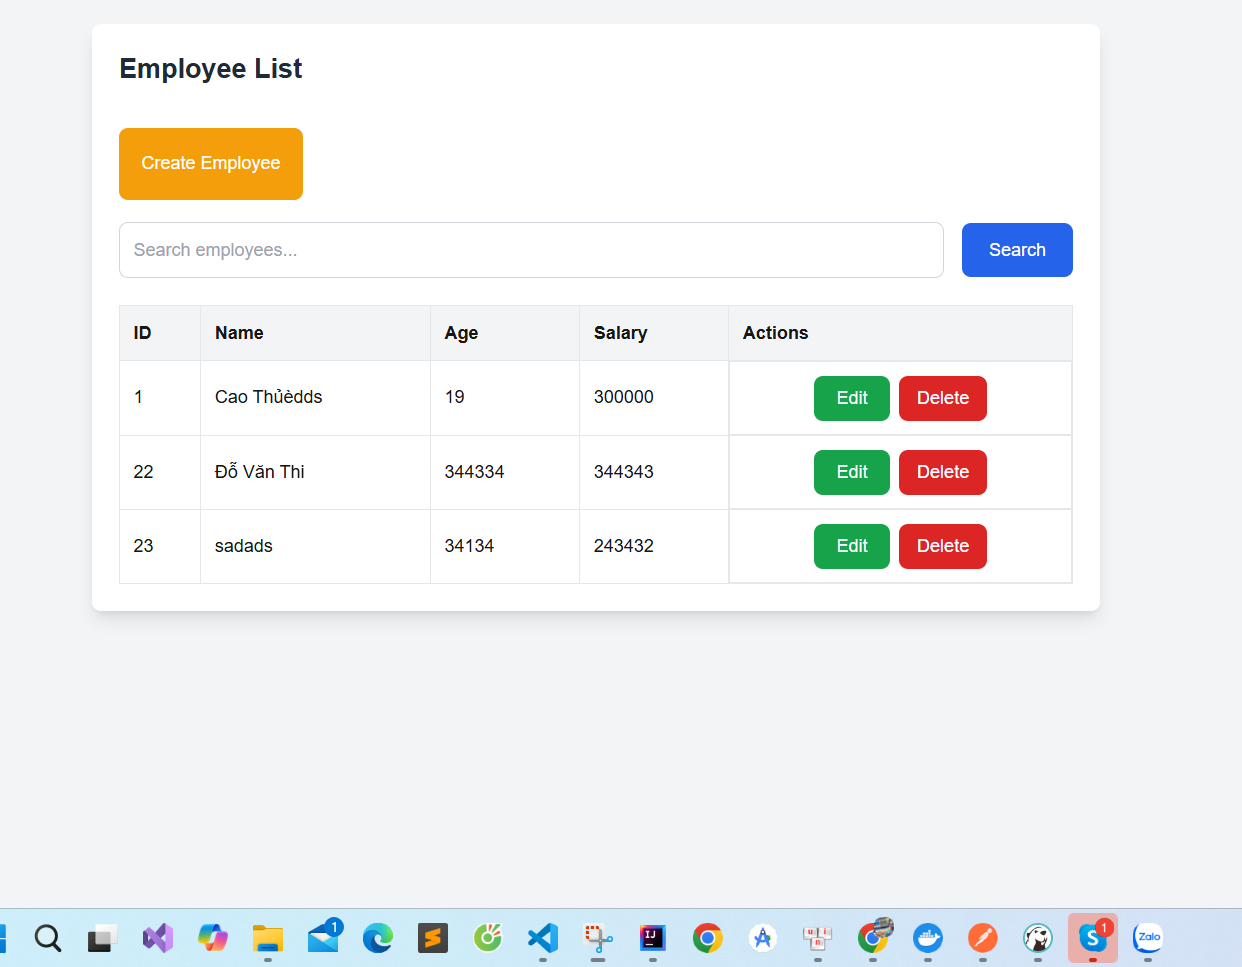 Employee List
Create Employee
Search employees...
Search
ID Name Age Salary Actions
1 Cao Thủèdds 19 300000 Edit Delete
22 Đỗ Văn Thi 344334 344343 Edit Delete
23 sadads 34134 243432 Edit Delete
1
IJ
S
1
Zalo